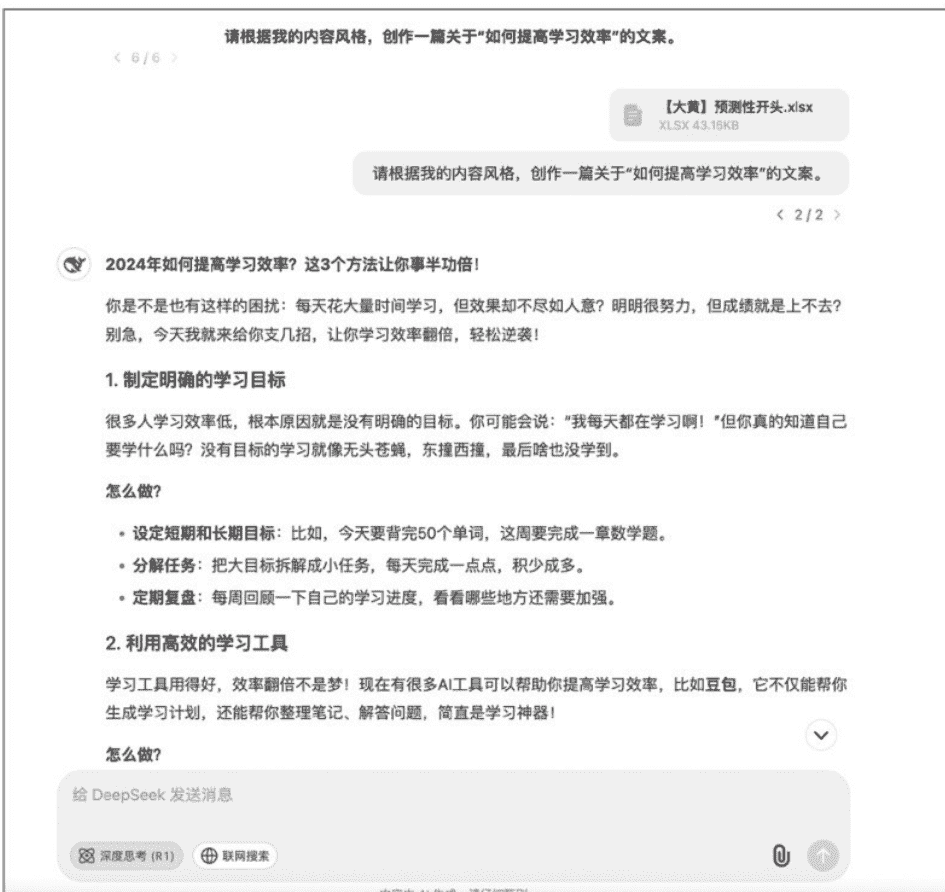 请根据我的内容风格，创作一篇关于“如何提高学习效率”的文案。
< 6 / 6 >
【大黄】预测性开头.xlsx
XLSX 43.16KB
请根据我的内容风格，创作一篇关于“如何提高学习效率”的文案。
< 2 / 2 >
2024年如何提高学习效率？这3个方法让你事半功倍！
你是不是也有这样的困扰：每天花大量时间学习，但效果却不尽如人意？明明很努力，但成绩就是上不去？
别急，今天我就来给你支几招，让你学习效率翻倍，轻松逆袭！
1. 制定明确的学习目标
很多人学习效率低，根本原因就是没有明确的目标。你可能会说：“我每天都在学习啊！”但你真的知道自己
要学什么吗？没有目标的学习就像无头苍蝇，东撞西撞，最后啥也没学到。
怎么做？
• 设定短期和长期目标：比如，今天要背完50个单词，这周要完成一章数学题。
• 分解任务：把大目标拆解成小任务，每天完成一点点，积少成多。
• 定期复盘：每周回顾一下自己的学习进度，看看哪些地方还需要加强。
2. 利用高效的学习工具
学习工具用得好，效率翻倍不是梦！现在有很多AI工具可以帮助你提高学习效率，比如豆包，它不仅能帮你
生成学习计划，还能帮你整理笔记、解答问题，简直是学习神器！
怎么做？
给 DeepSeek 发送消息
深度思考 (R1)
联网搜索